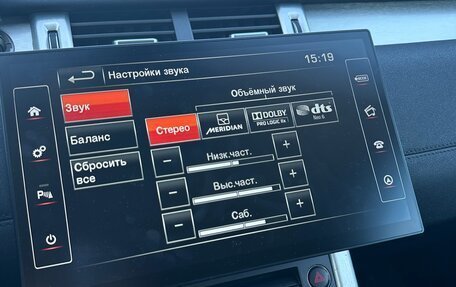 Настройки звука
15:19
Звук
Баланс
Сбросить
все
Объёмный звук
Стерео
MERIDIAN
DOLBY
PRO LOGIC IIx
dts
Neo:6
Низк.част.
Выс.част.
Саб.